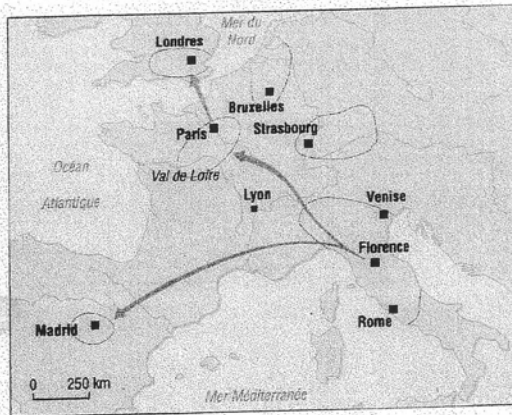 Mer du
Nord
Londres
Bruxelles
Paris
Strasbourg
Océan
Atlantique
Val de Loire
Lyon
Venise
Florence
Rome
Madrid
0 250 km
Mer Méditerranée